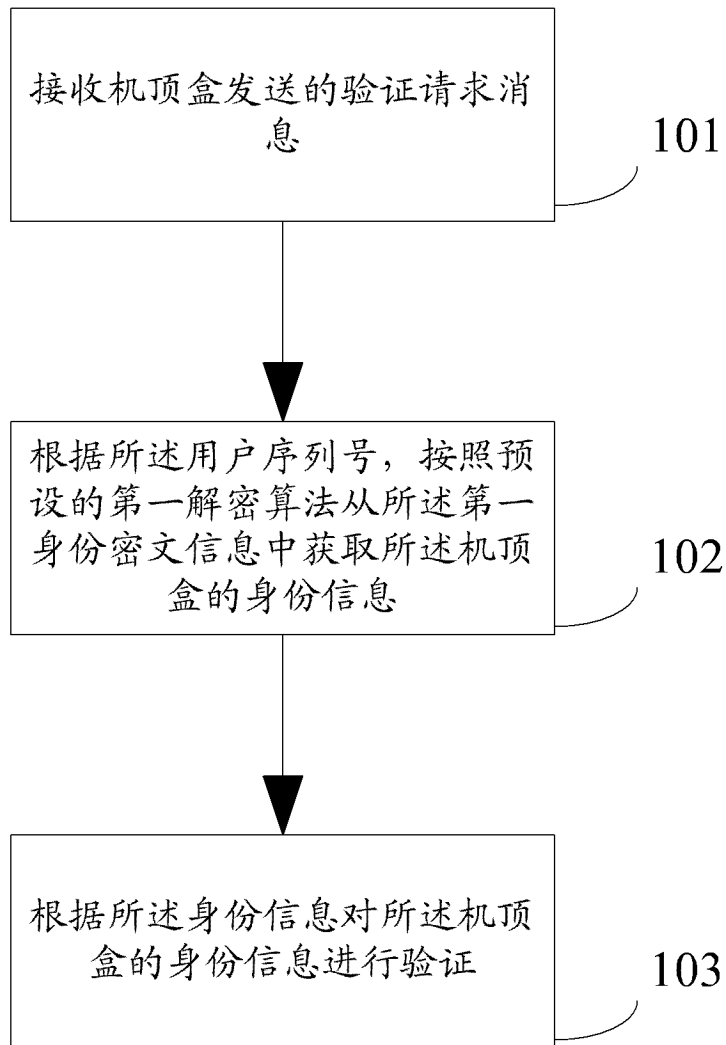 接收机顶盒发送的验证请求消
息
101
根据所述用户序列号，按照预
设的第一解密算法从所述第一
身份密文信息中获取所述机顶
盒的身份信息
102
根据所述身份信息对所述机顶
盒的身份信息进行验证
103